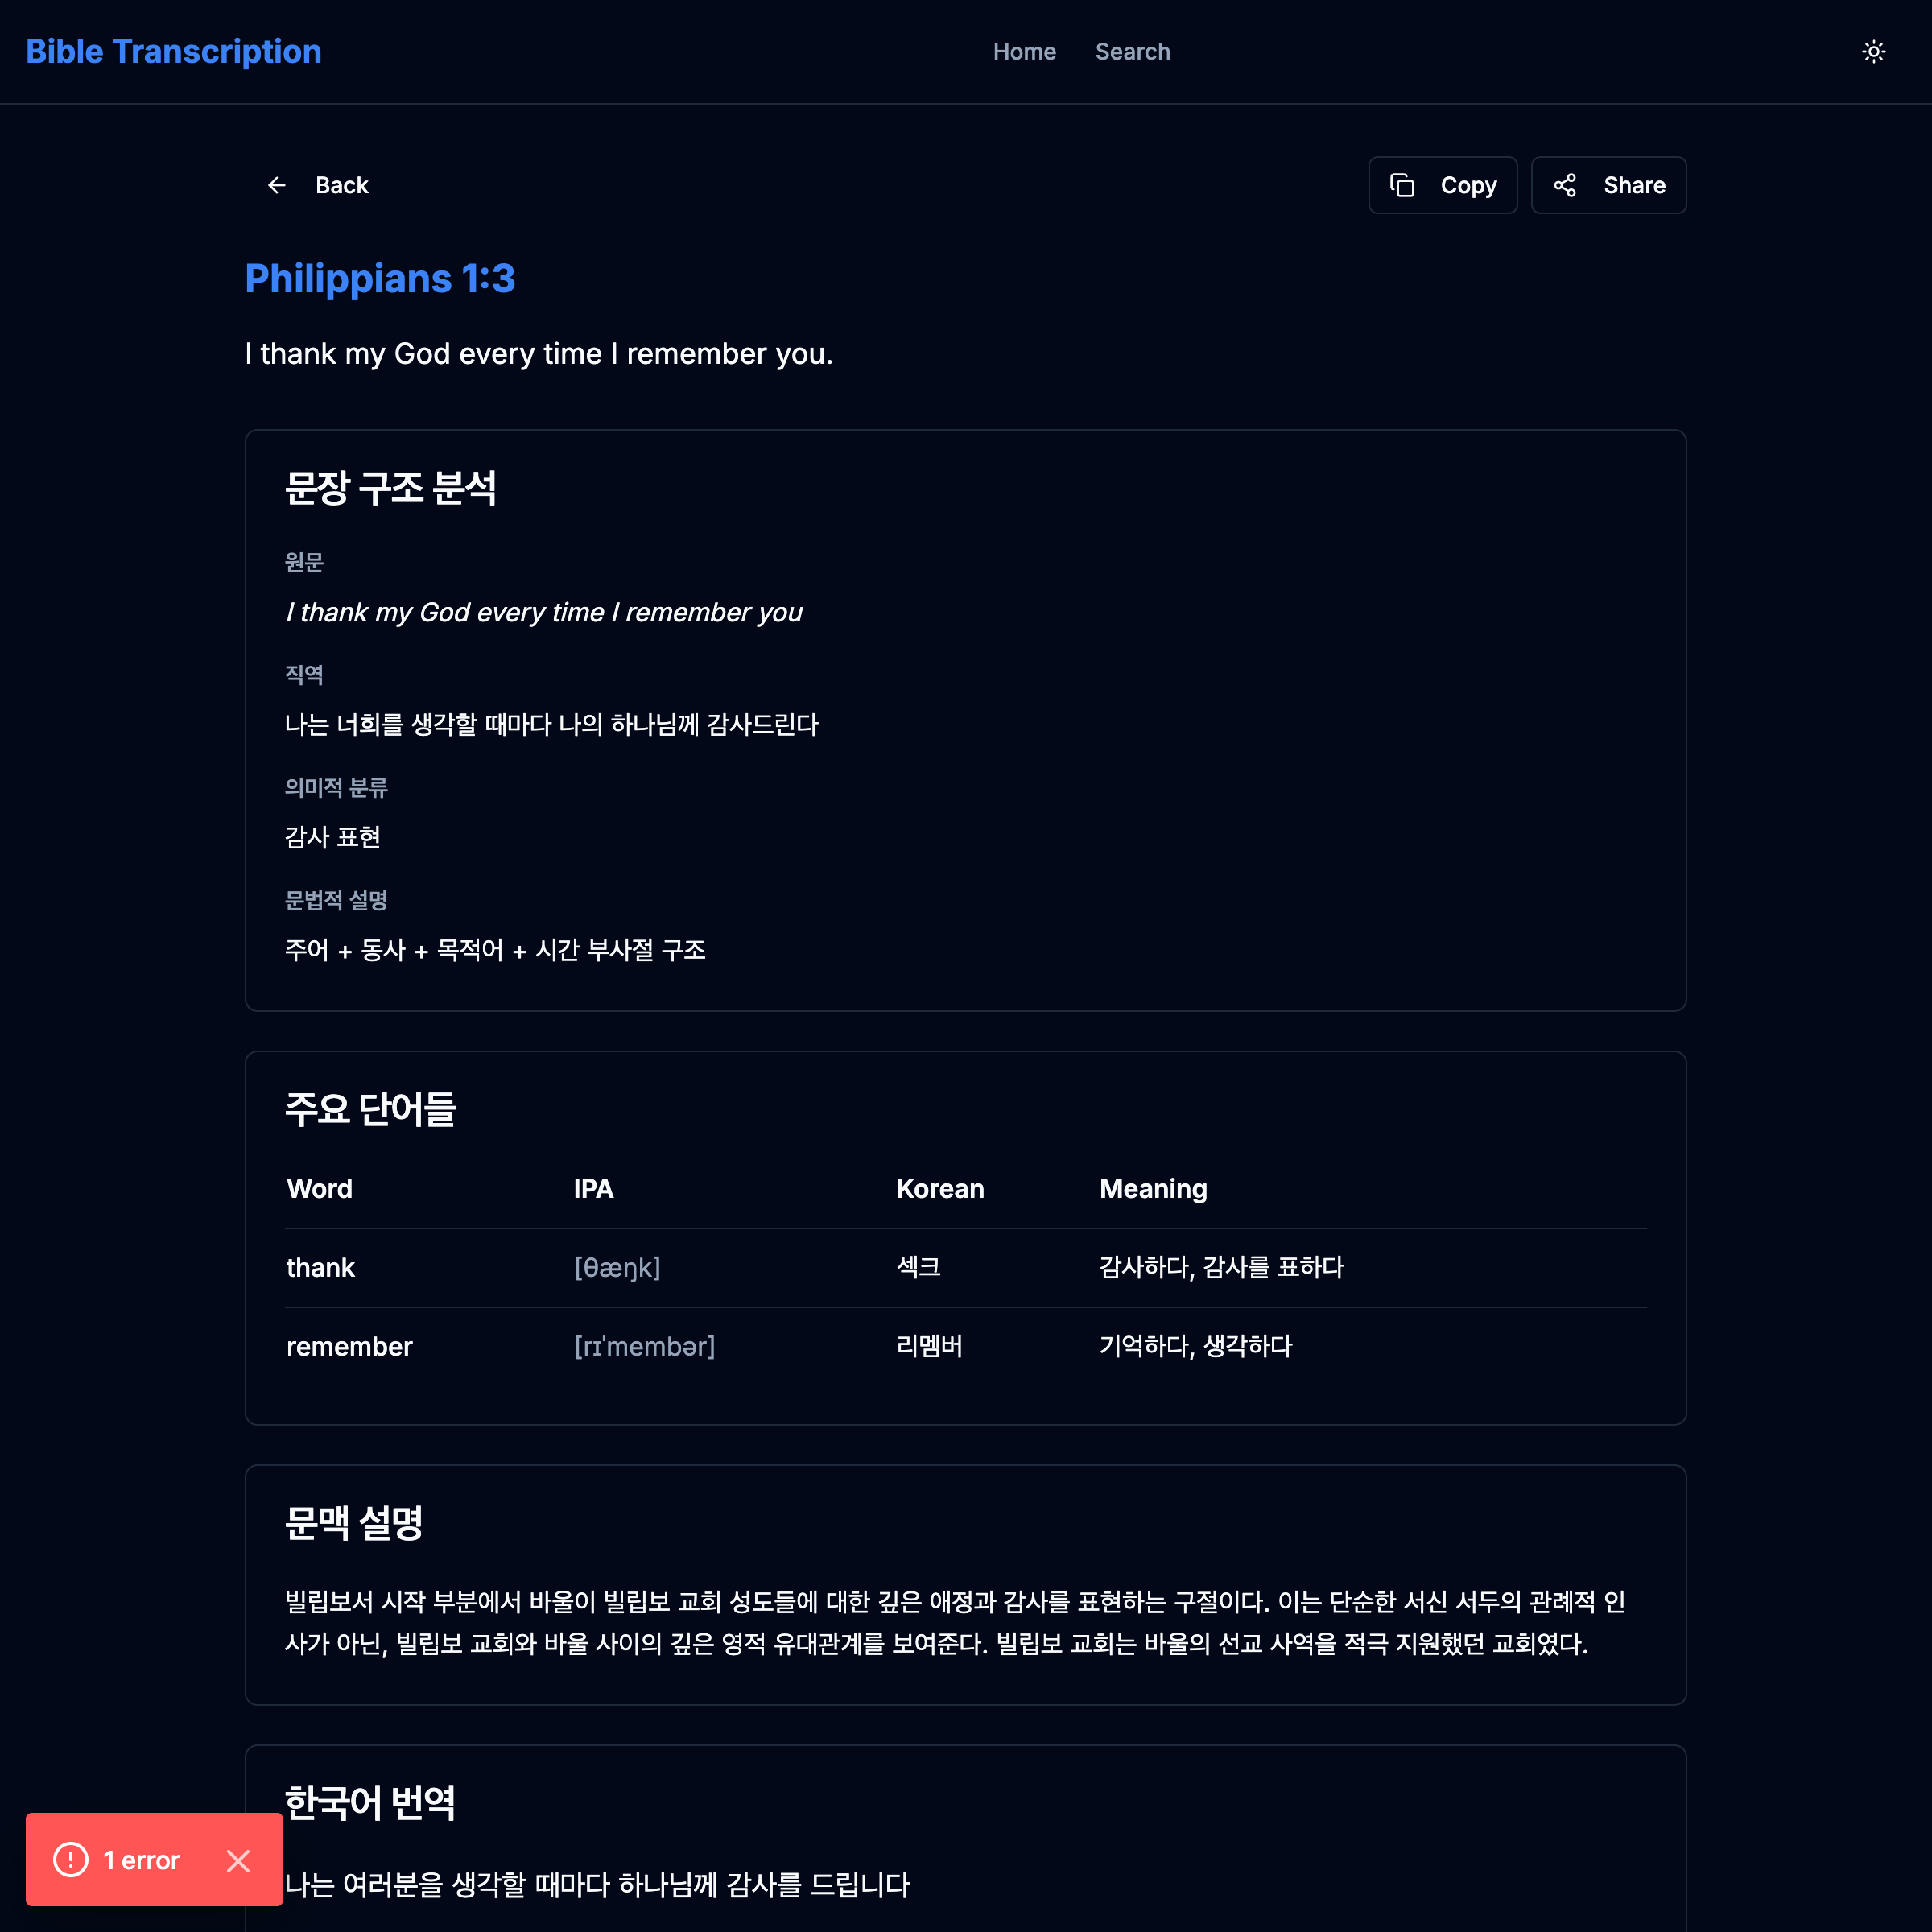 Bible Transcription
Home
Search
Back
Copy
Share
Philippians 1:3
I thank my God every time I remember you.
문장 구조 분석
원문
I thank my God every time I remember you
직역
나는 너희를 생각할 때마다 나의 하나님께 감사드린다
의미적 분류
감사 표현
문법적 설명
주어 + 동사 + 목적어 + 시간 부사절 구조
주요 단어들
Word IPA Korean Meaning
thank [θæŋk] 섹크 감사하다, 감사를 표하다
remember [rɪˈmembər] 리멤버 기억하다, 생각하다
문맥 설명
빌립보서 시작 부분에서 바울이 빌립보 교회 성도들에 대한 깊은 애정과 감사를 표현하는 구절이다. 이는 단순한 서신 서두의 관례적 인
사가 아닌, 빌립보 교회와 바울 사이의 깊은 영적 유대관계를 보여준다. 빌립보 교회는 바울의 선교 사역을 적극 지원했던 교회였다.
한국어 번역
나는 여러분을 생각할 때마다 하나님께 감사를 드립니다
1 error